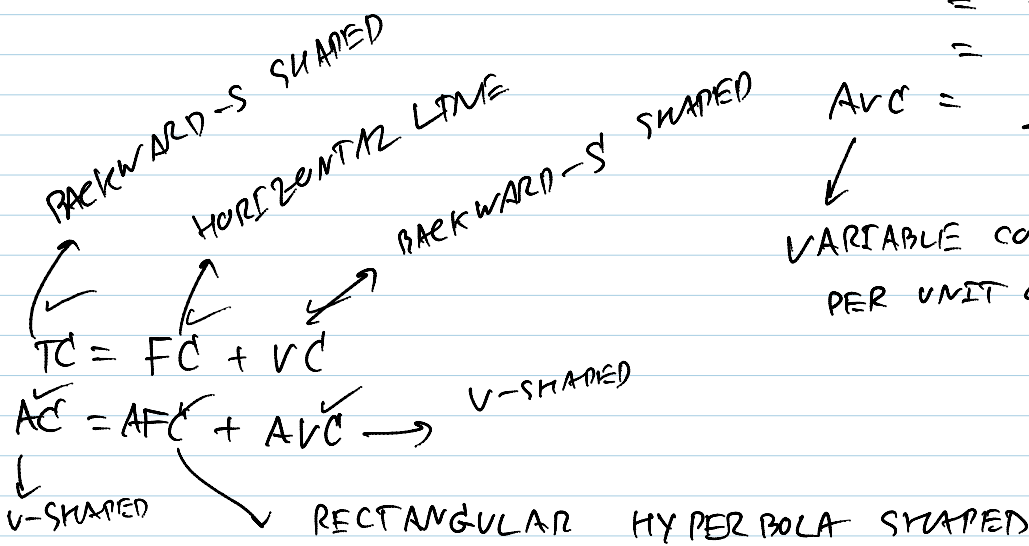 =
=
BACKWARD-S SHAPED
HORIZONTAL LINE
BACKWARD-S SHAPED
AVC =
VARIABLE CO
PER UNIT
TC = FC + VC
AC = AFC + AVC → U-SHAPED
U-SHAPED
RECTANGULAR HYPERBOLA SHAPED